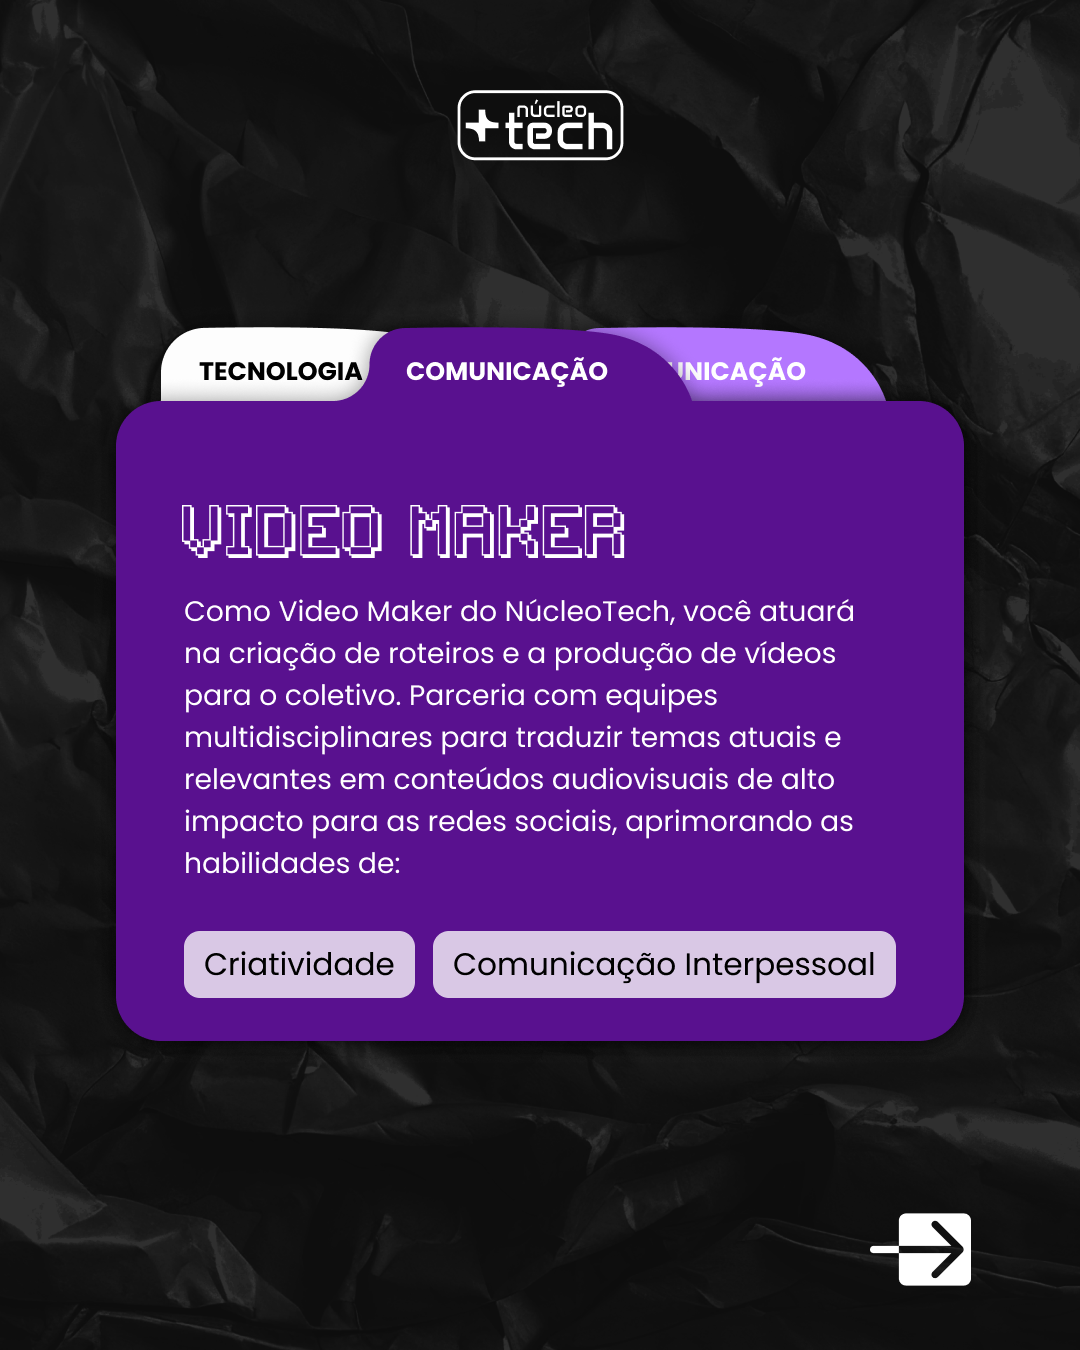 núcleo
tech
TECNOLOGIA
COMUNICAÇÃO
UNICAÇÃO
VIDEO MAKER
Como Video Maker do NúcleoTech, você atuará
na criação de roteiros e a produção de vídeos
para o coletivo. Parceria com equipes
multidisciplinares para traduzir temas atuais e
relevantes em conteúdos audiovisuais de alto
impacto para as redes sociais, aprimorando as
habilidades de:
Criatividade
Comunicação Interpessoal